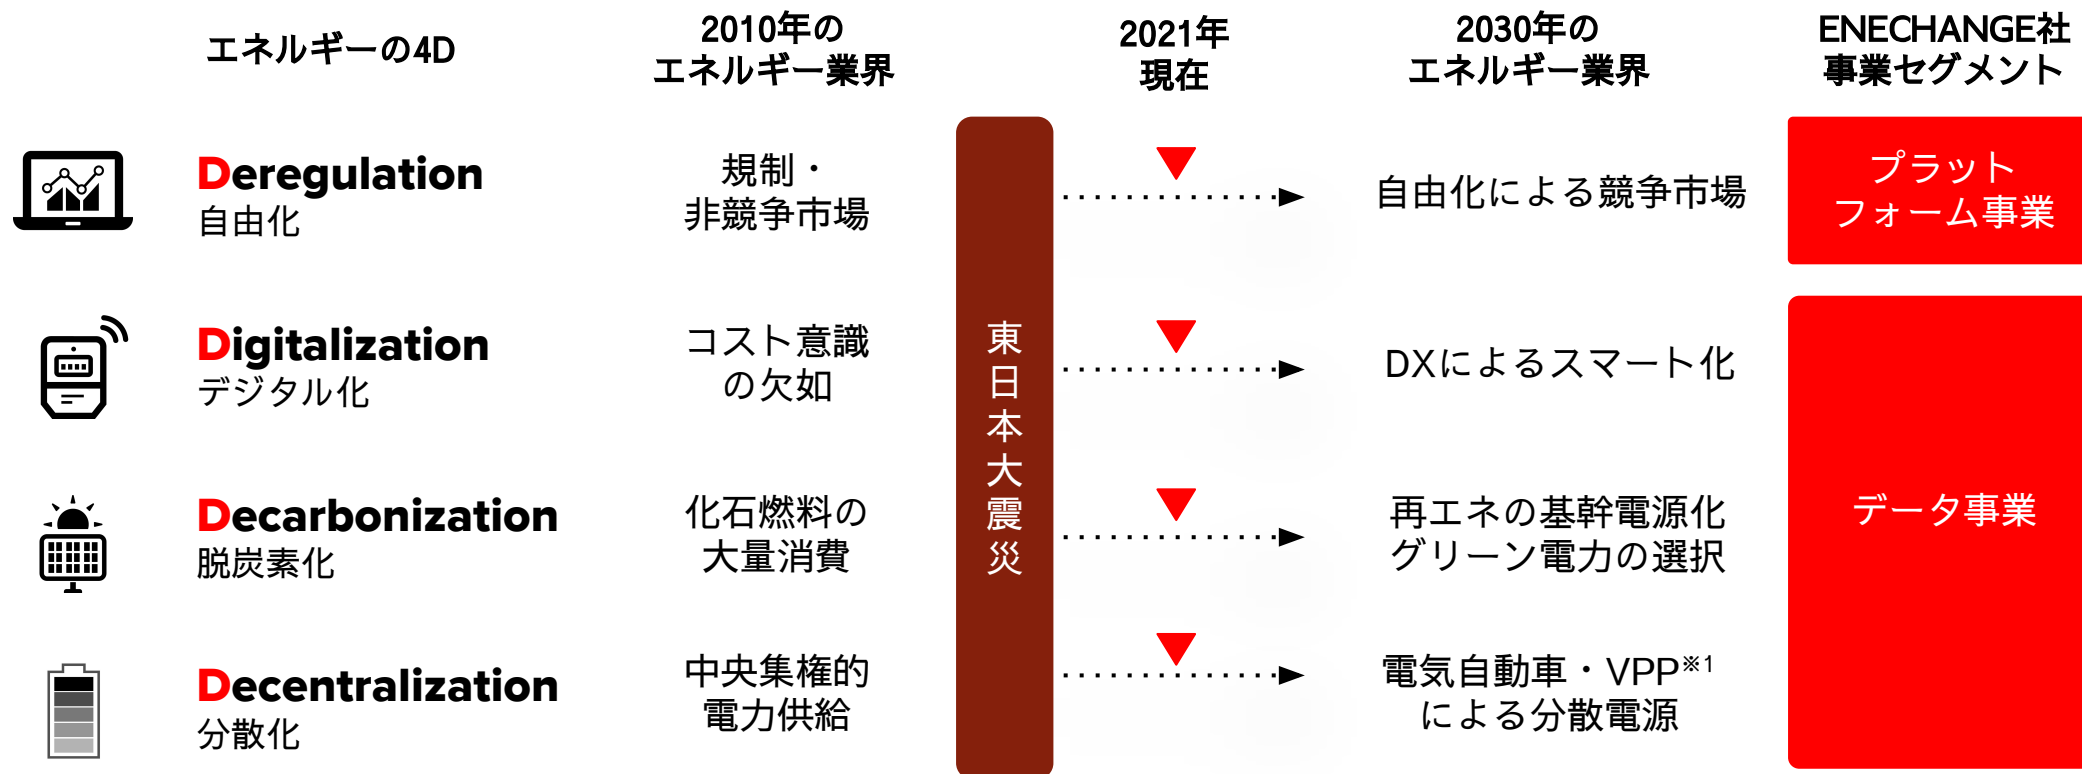 エネルギーの4D
2010年の
エネルギー業界
2021年
現在
2030年の
エネルギー業界
ENECHANGE社
事業セグメント
Deregulation
自由化
規制・
非競争市場
自由化による競争市場
プラット
フォーム事業
東日本大震災
Digitalization
デジタル化
コスト意識
の欠如
DXによるスマート化
Decarbonization
脱炭素化
化石燃料の
大量消費
再エネの基幹電源化
グリーン電力の選択
データ事業
Decentralization
分散化
中央集権的
電力供給
電気自動車・VPP※1
による分散電源